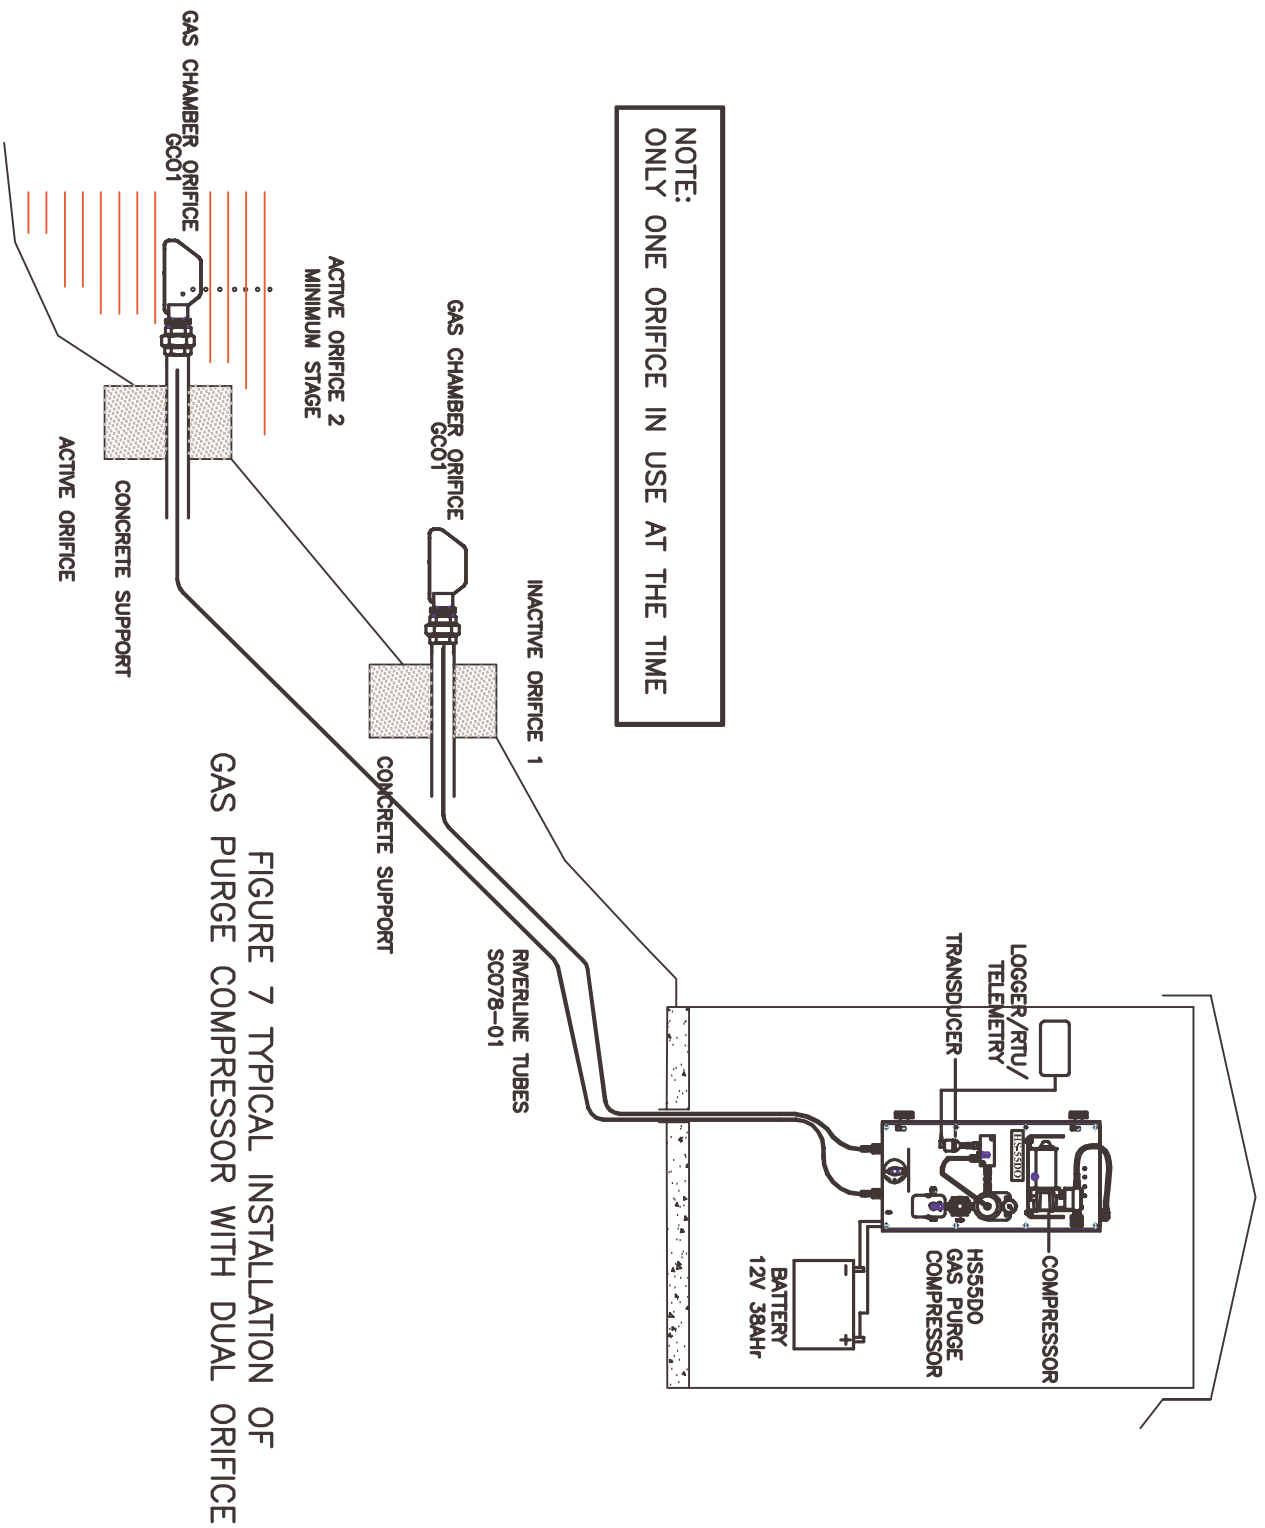 NOTE:
ONLY ONE ORIFICE IN USE AT THE TIME
LOGGER/RTU/
TELEMETRY
TRANSDUCER
HS-55DO
COMPRESSOR
HS55DO
GAS PURGE
COMPRESSOR
BATTERY
12V 38AHr
- +
INACTIVE ORIFICE 1
GAS CHAMBER ORIFICE
GC01
RIVERLINE TUBES
SC078-01
CONCRETE SUPPORT
ACTIVE ORIFICE 2
MINIMUM STAGE
GAS CHAMBER ORIFICE
GC01
CONCRETE SUPPORT
ACTIVE ORIFICE
FIGURE 7 TYPICAL INSTALLATION OF
GAS PURGE COMPRESSOR WITH DUAL ORIFICE